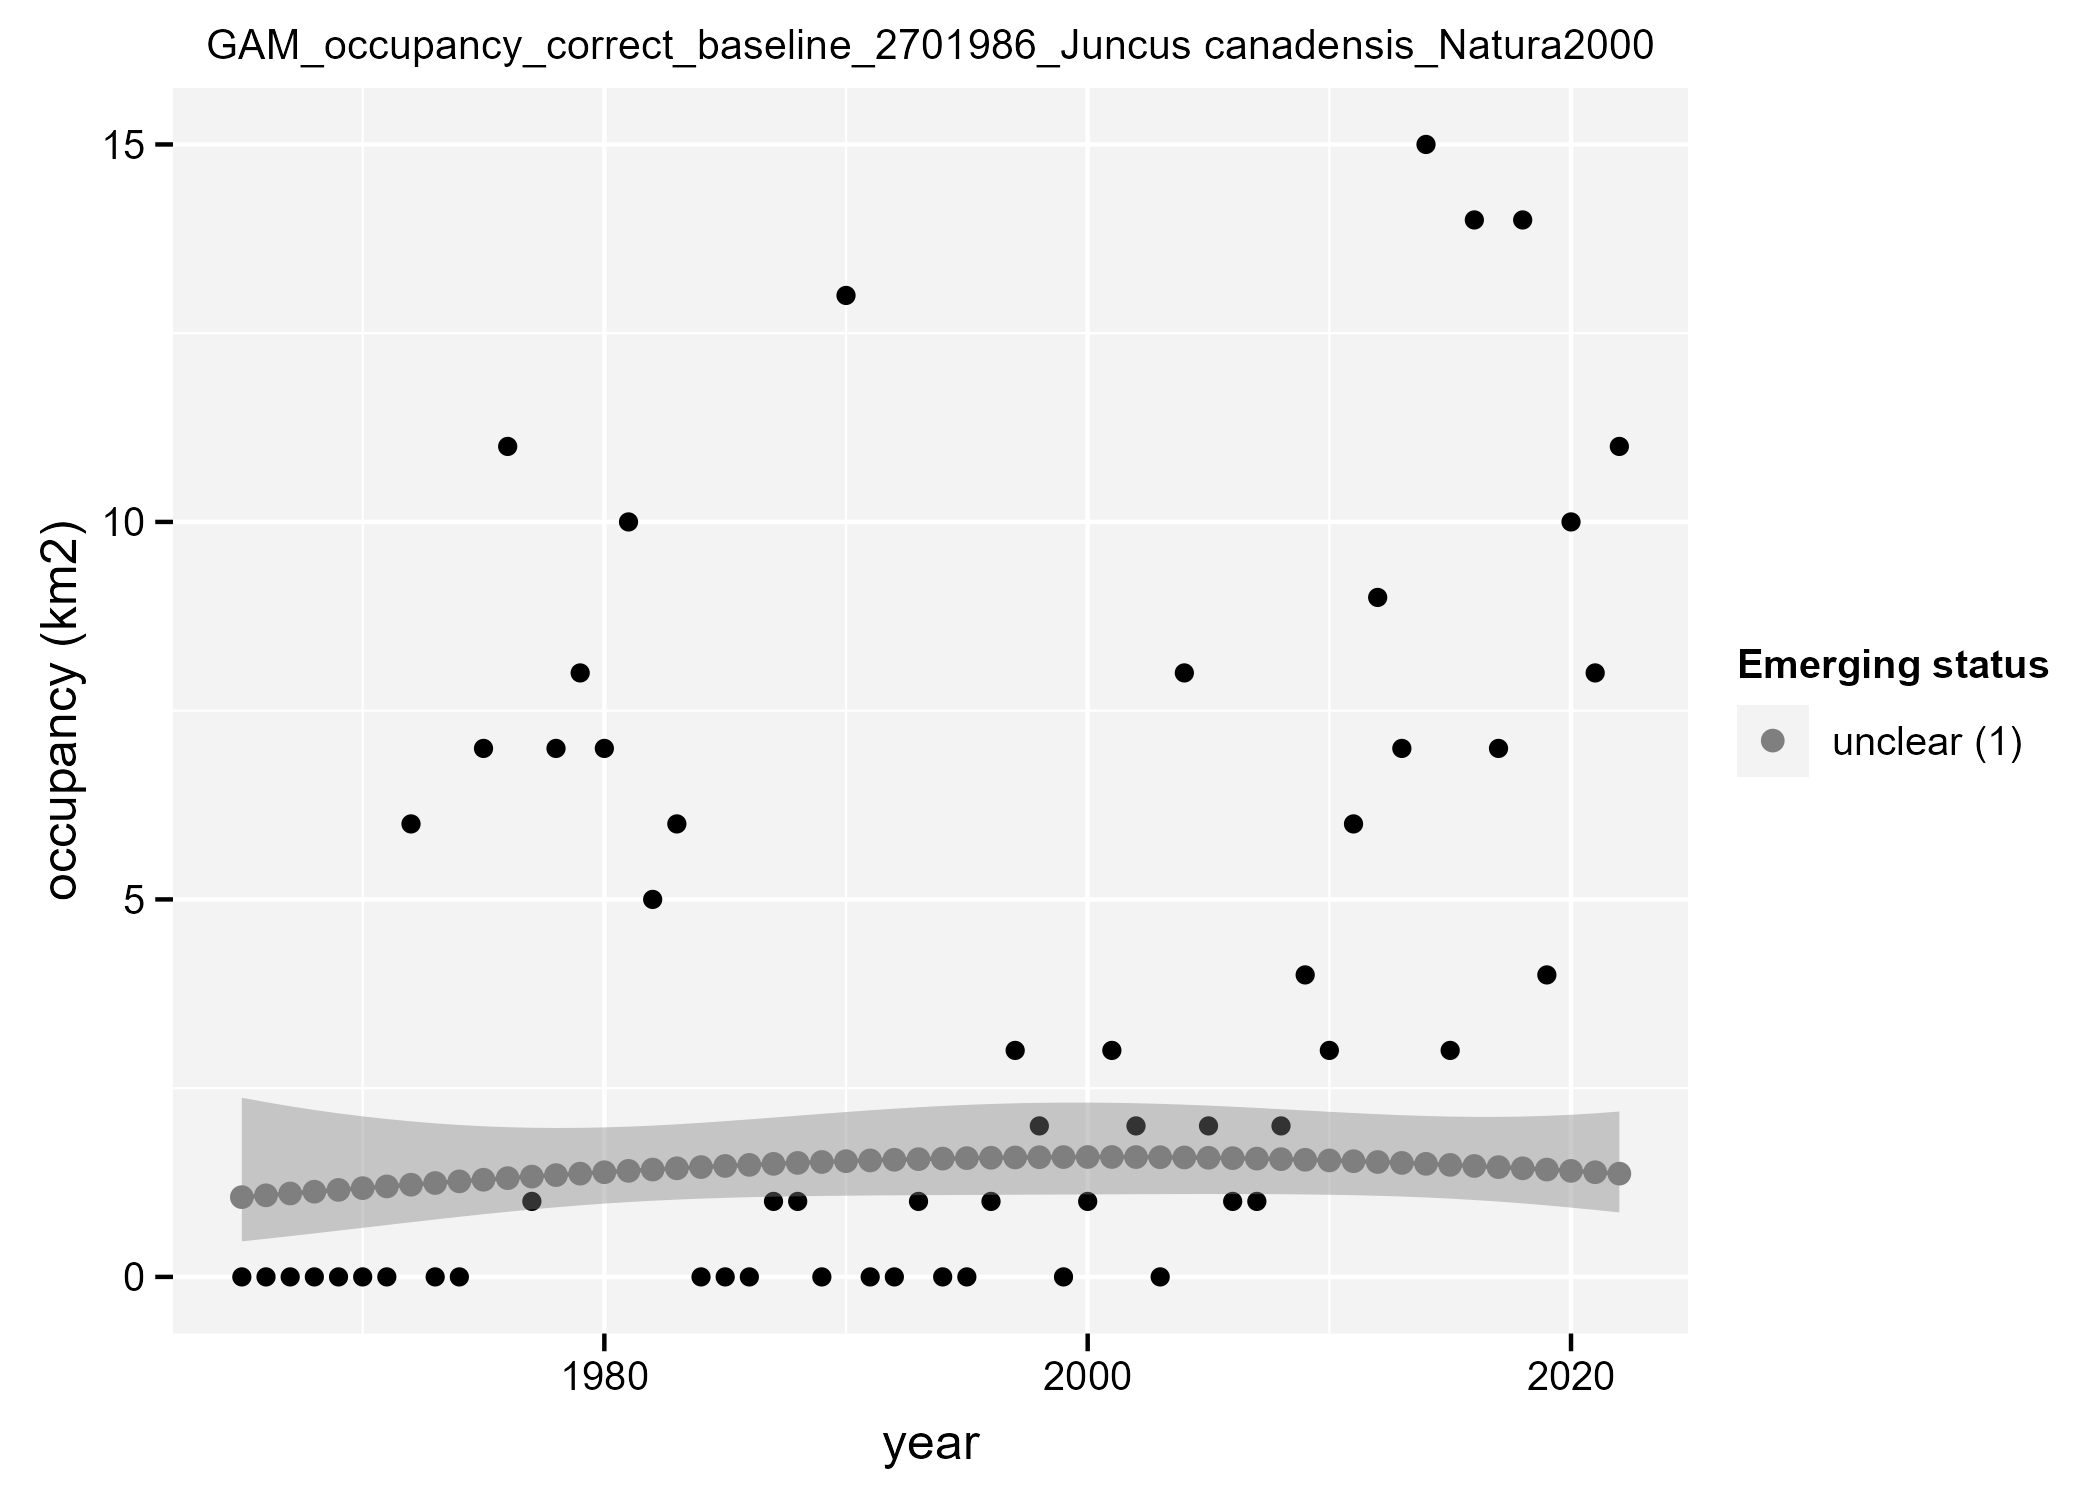 GAM_occupancy_correct_baseline_2701986_Juncus canadensis_Natura2000
15
10
5
0
occupancy (km2)
1980
2000
2020
year
Emerging status
unclear (1)